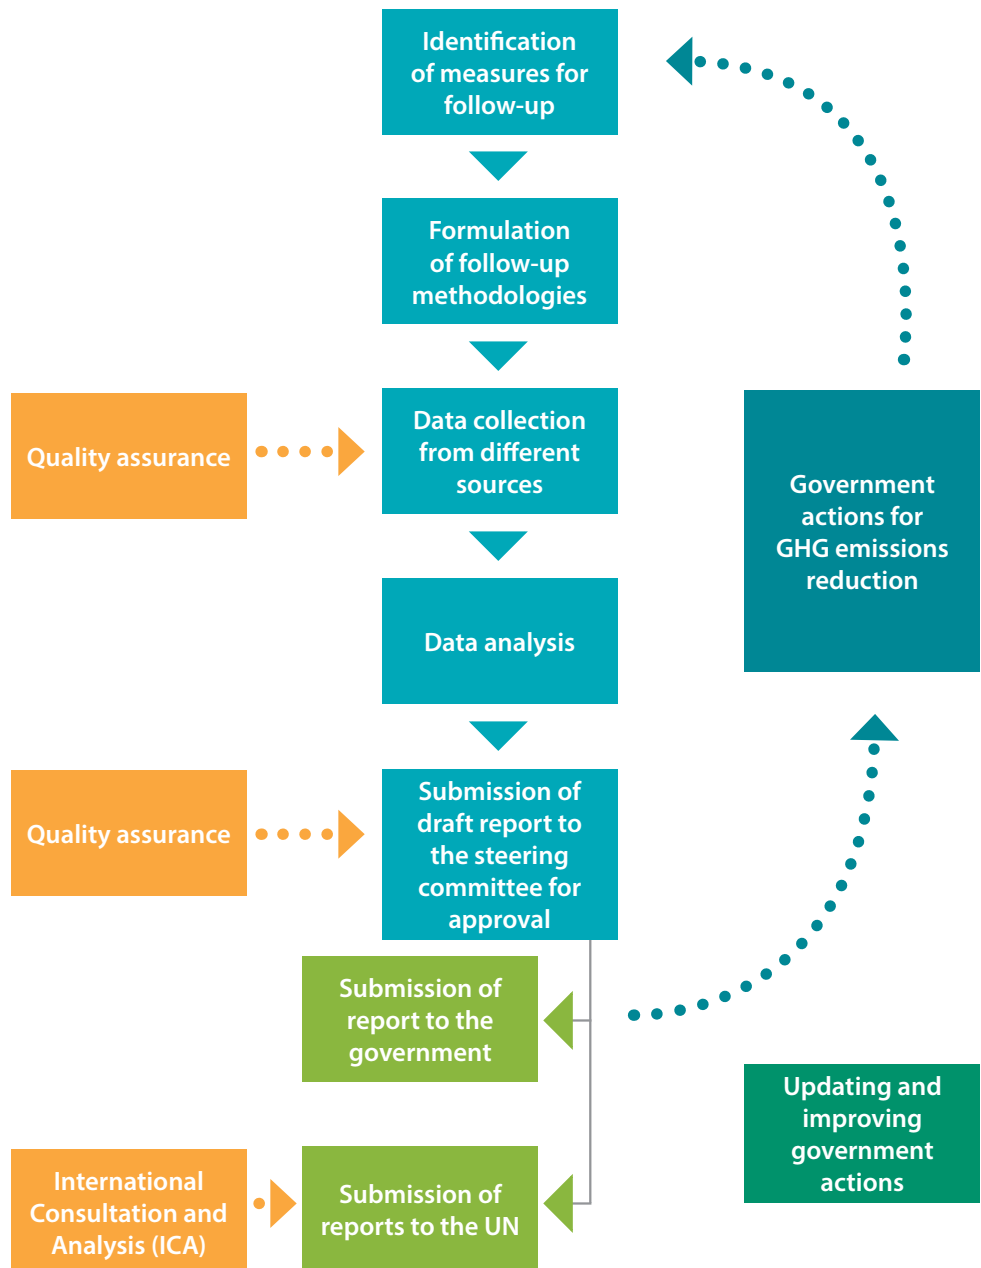 Identification
of measures for
follow-up
Formulation
of follow-up
methodologies
Quality assurance
Data collection
from different
sources
Government
actions for
GHG emissions
reduction
Data analysis
Quality assurance
Submission of
draft report to
the steering
committee for
approval
Submission of
report to the
government
Updating and
improving
government
actions
International
Consultation and
Analysis (ICA)
Submission of
reports to the UN